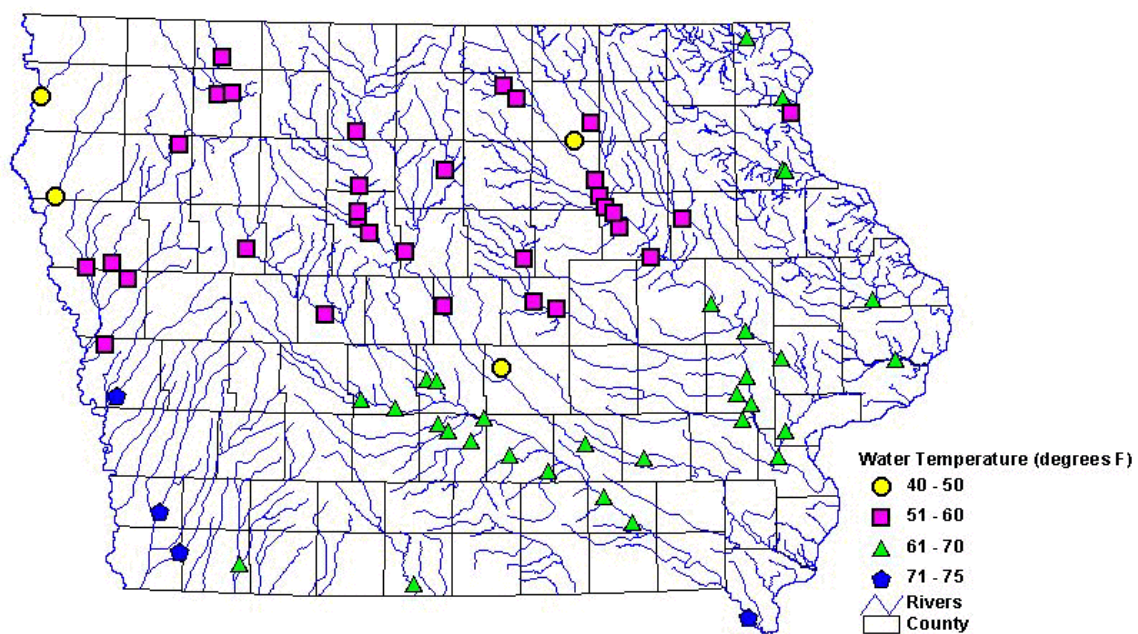 Water Temperature (degrees F)
40 - 50
51 - 60
61 - 70
71 - 75
Rivers
County